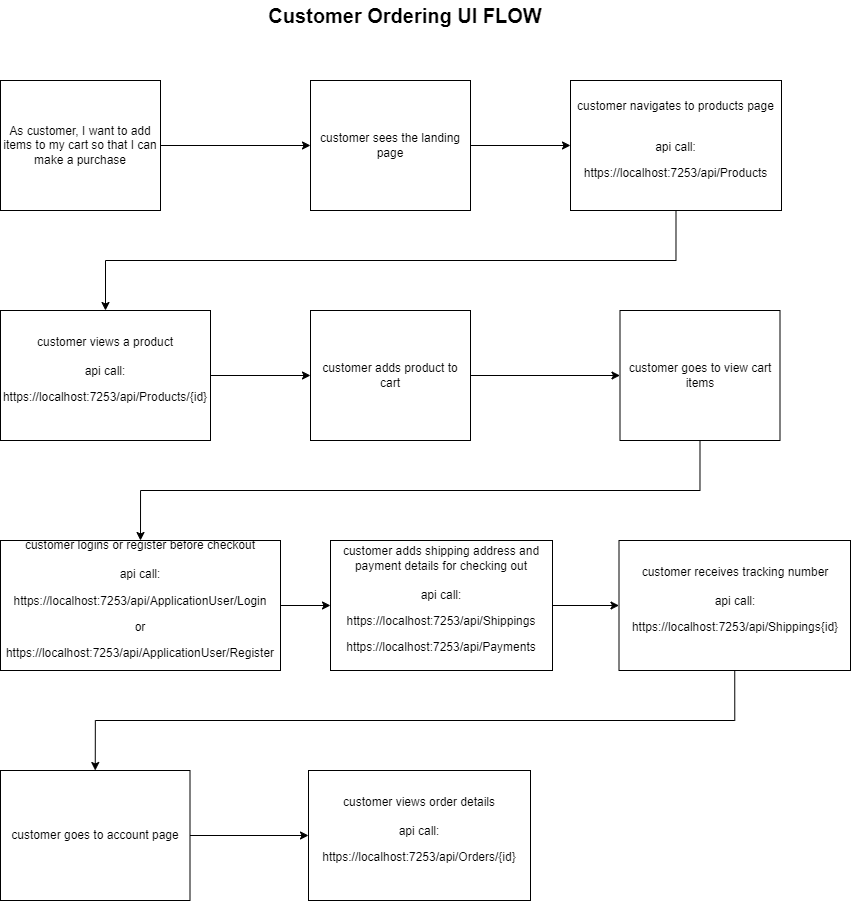 Customer Ordering UI FLOW
As customer, I want to add
items to my cart so that I can
make a purchase
customer sees the landing
page
customer navigates to products page
api call:
https://localhost:7253/api/Products
customer views a product
api call:
https://localhost:7253/api/Products/{id}
customer adds product to
cart
customer goes to view cart
items
customer logins or register before checkout
api call:
https://localhost:7253/api/ApplicationUser/Login
or
https://localhost:7253/api/ApplicationUser/Register
customer adds shipping address and
payment details for checking out
api call:
https://localhost:7253/api/Shippings
https://localhost:7253/api/Payments
customer receives tracking number
api call:
https://localhost:7253/api/Shippings{id}
customer goes to account page
customer views order details
api call:
https://localhost:7253/api/Orders/{id}